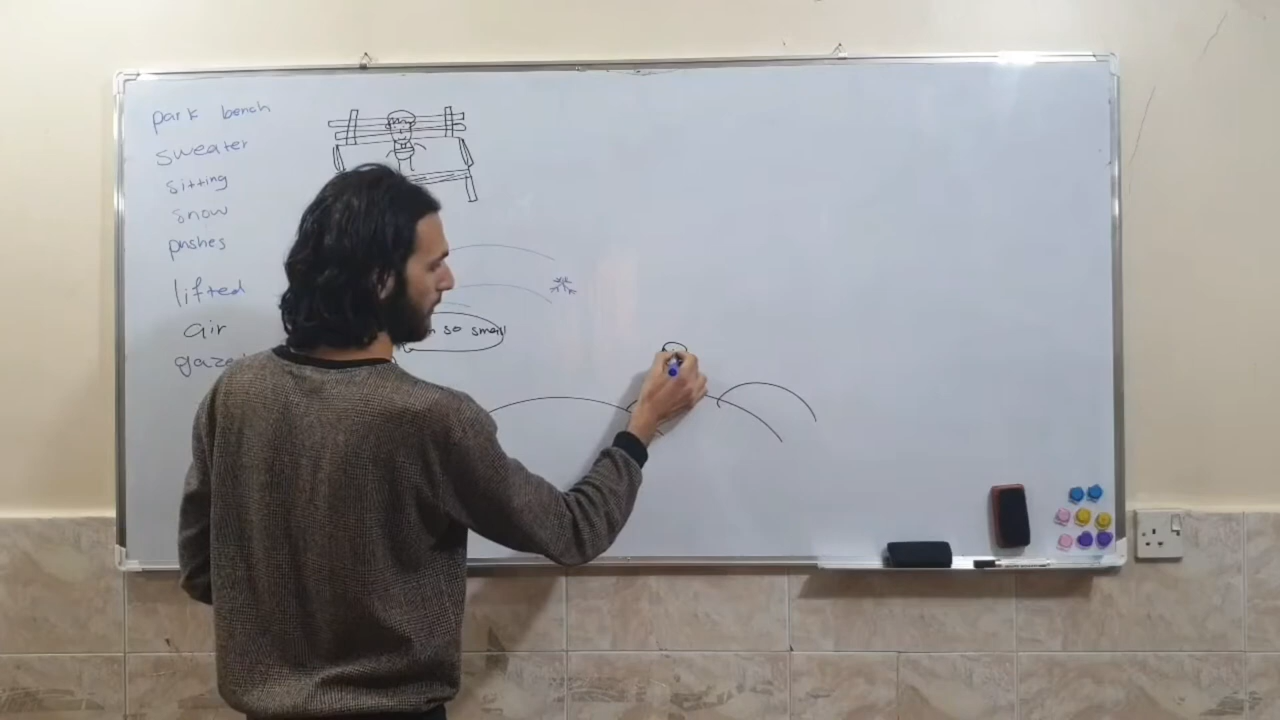 park bench
sweater
sitting
snow
pushes
lifted
air
so small